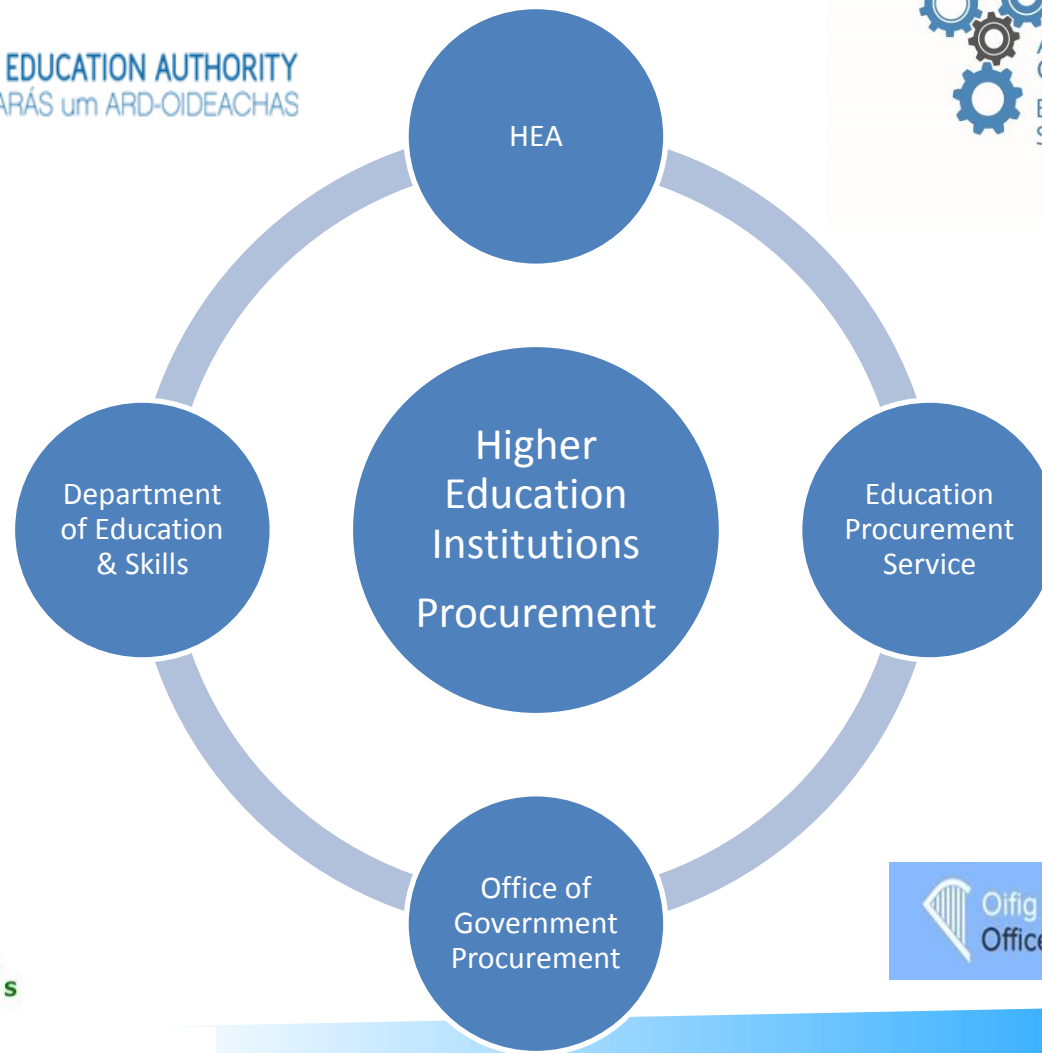 EDUCATION AUTHORITY
ARÁS um ARD-OIDEACHAS
HEA
Higher
Education
Institutions
Procurement
Department
of Education
& Skills
Education
Procurement
Service
Office of
Government
Procurement
Oifig
Office
s